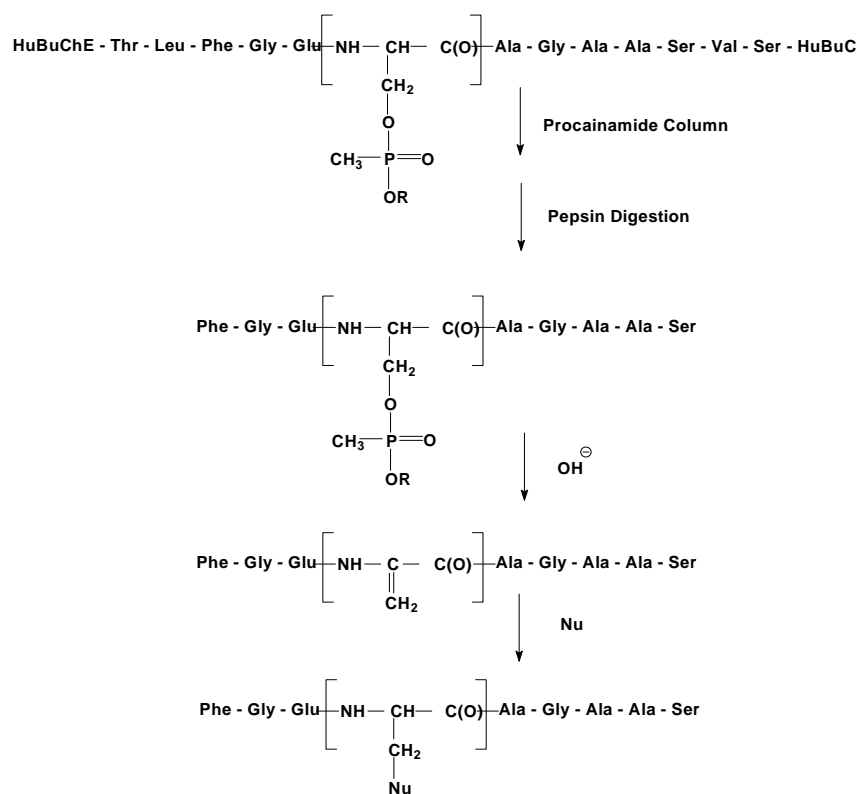 HuBuChE - Thr - Leu - Phe - Gly - Glu NH CH C(O) Ala - Gly - Ala - Ala - Ser - Val - Ser - HuBuC
CH2
O
Procainamide Column
CH3 P O
OR
Pepsin Digestion
Phe - Gly - Glu NH CH C(O) Ala - Gly - Ala - Ala - Ser
CH2
O
CH3 P O
OH⊖
OR
Phe - Gly - Glu NH C C(O) Ala - Gly - Ala - Ala - Ser
CH2
Nu
Phe - Gly - Glu NH CH C(O) Ala - Gly - Ala - Ala - Ser
CH2
Nu